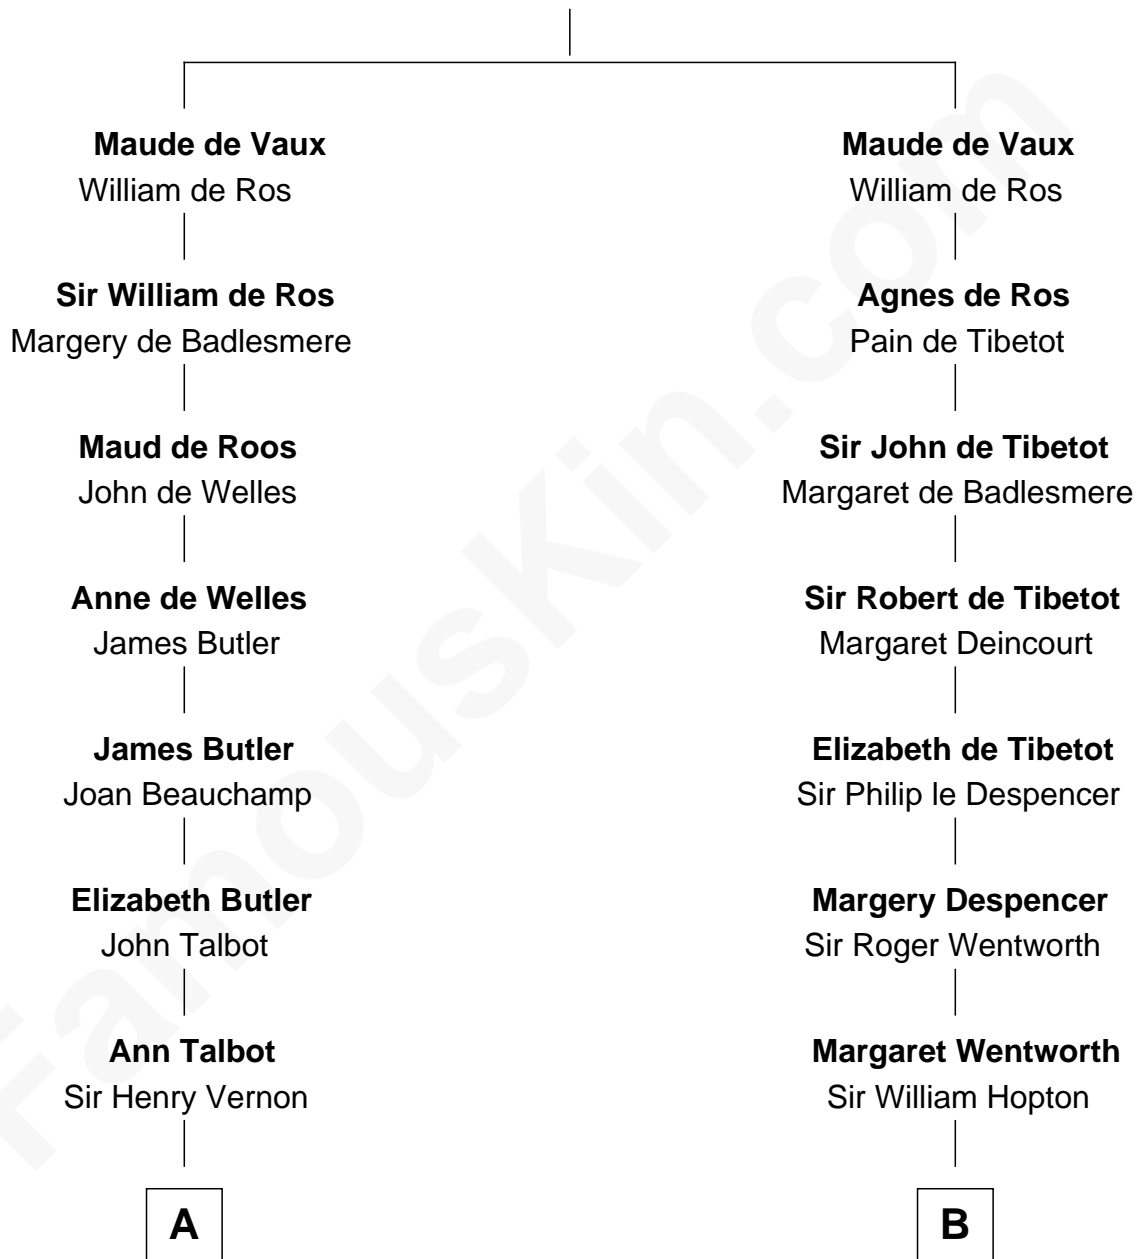 Maude de Vaux
William de Ros
Sir William de Ros
Margery de Badlesmere
Maud de Roos
John de Welles
Anne de Welles
James Butler
James Butler
Joan Beauchamp
Elizabeth Butler
John Talbot
Ann Talbot
Sir Henry Vernon
A
Maude de Vaux
William de Ros
Agnes de Ros
Pain de Tibetot
Sir John de Tibetot
Margaret de Badlesmere
Sir Robert de Tibetot
Margaret Deincourt
Elizabeth de Tibetot
Sir Philip le Despencer
Margery Despencer
Sir Roger Wentworth
Margaret Wentworth
Sir William Hopton
B
FamousKin.com